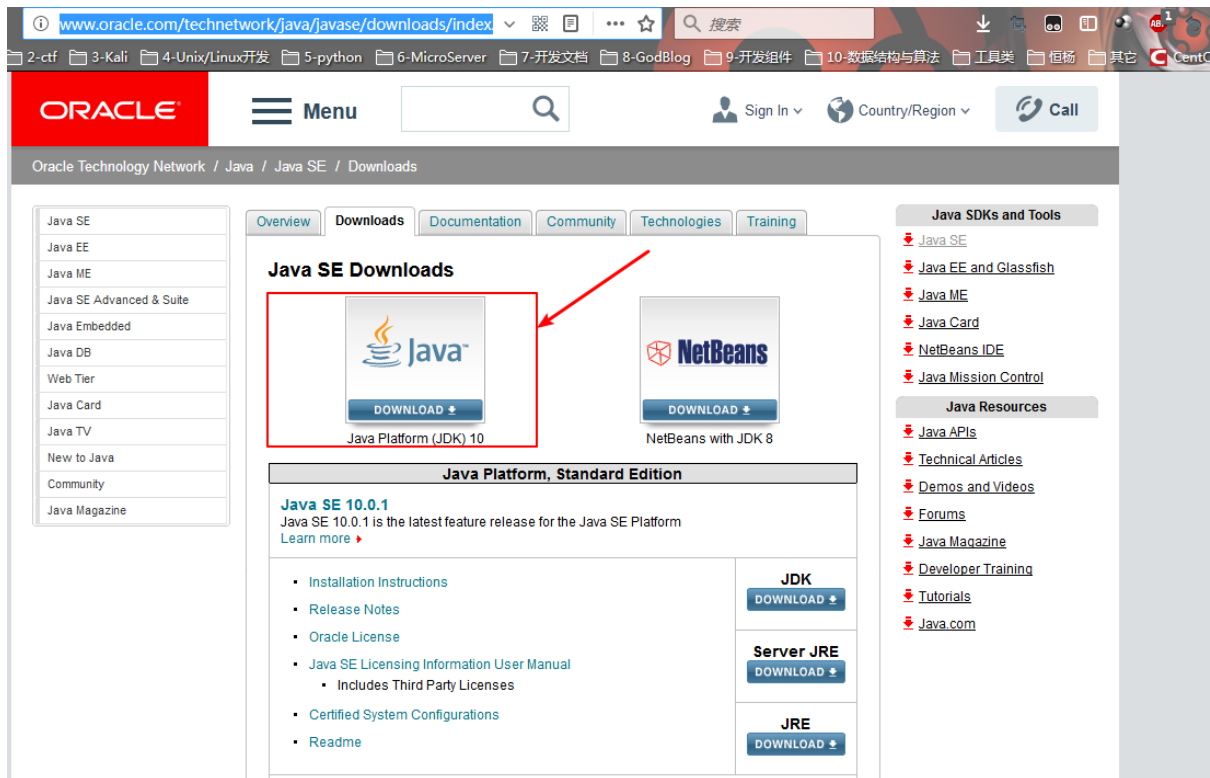 www.oracle.com/technetwork/java/javase/downloads/index
搜索
1
2-ctf 3-Kali 4-Unix/Linux开发 5-python 6-MicroServer 7-开发文档 8-GodBlog 9-开发组件 10-数据结构与算法 工具类 恒杨 其它 CentO
ORACLE
Menu
Sign In
Country/Region
Call
Oracle Technology Network / Java / Java SE / Downloads
Java SE
Java EE
Java ME
Java SE Advanced & Suite
Java Embedded
Java DB
Web Tier
Java Card
Java TV
New to Java
Community
Java Magazine
Overview Downloads Documentation Community Technologies Training
Java SE Downloads
Java
DOWNLOAD
Java Platform (JDK) 10
NetBeans
DOWNLOAD
NetBeans with JDK 8
Java Platform, Standard Edition
Java SE 10.0.1
Java SE 10.0.1 is the latest feature release for the Java SE Platform
Learn more
Installation Instructions
Release Notes
Oracle License
Java SE Licensing Information User Manual
Includes Third Party Licenses
Certified System Configurations
Readme
JDK
DOWNLOAD
Server JRE
DOWNLOAD
JRE
DOWNLOAD
Java SDKs and Tools
Java SE
Java EE and Glassfish
Java ME
Java Card
NetBeans IDE
Java Mission Control
Java Resources
Java APIs
Technical Articles
Demos and Videos
Forums
Java Magazine
Developer Training
Tutorials
Java.com